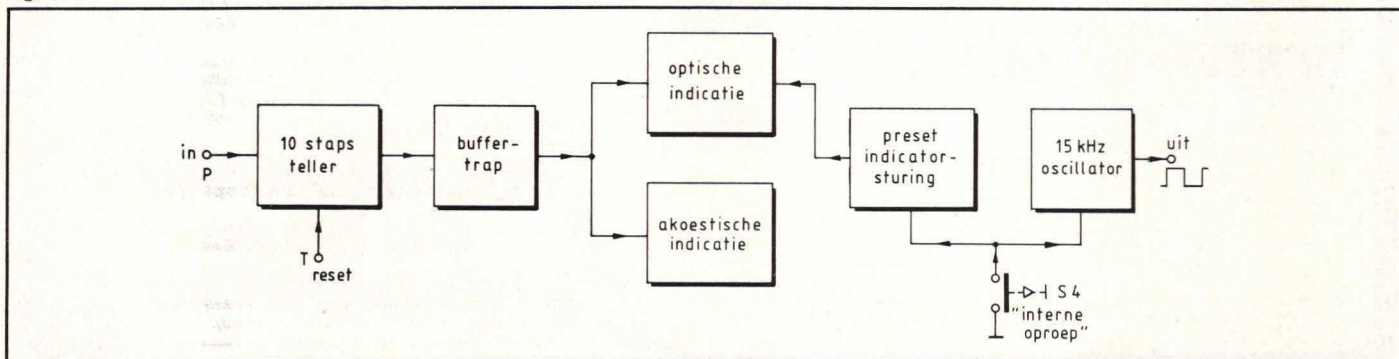 in
P
10 staps
teller
T
reset
buffer-
trap
optische
indicatie
akoestische
indicatie
preset
indicator-
sturing
15 kHz
oscillator
uit
S4
"interne
oproep"